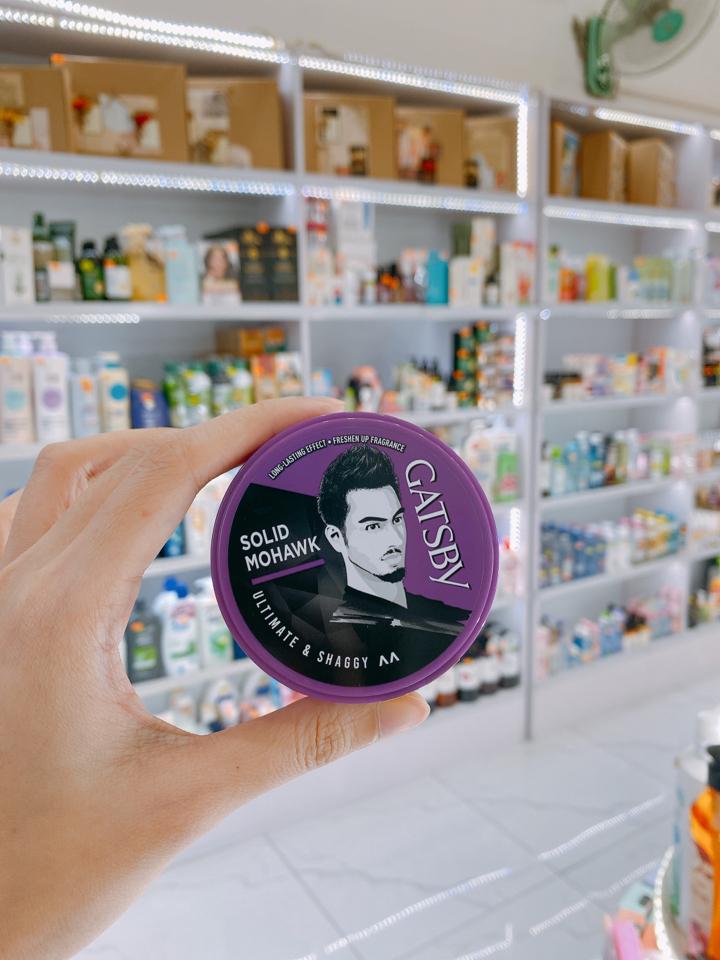 LONG-LASTING EFFECT • FRESHEN UP FRAGRANCE
GATSBY
SOLID
MOHAWK
ULTIMATE & SHAGGY